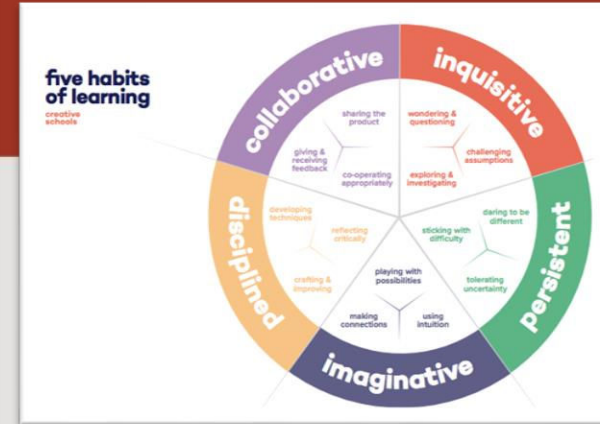 five habits
of learning
creative
schools
collaborative
sharing the
product
giving &
receiving
feedback
co-operating
appropriately
inquisitive
wondering &
questioning
challenging
assumptions
exploring &
investigating
persistent
daring to be
different
sticking with
difficulty
tolerating
uncertainty
imaginative
playing with
possibilities
making
connections
using
intuition
disciplined
developing
techniques
reflecting
critically
crafting &
improving